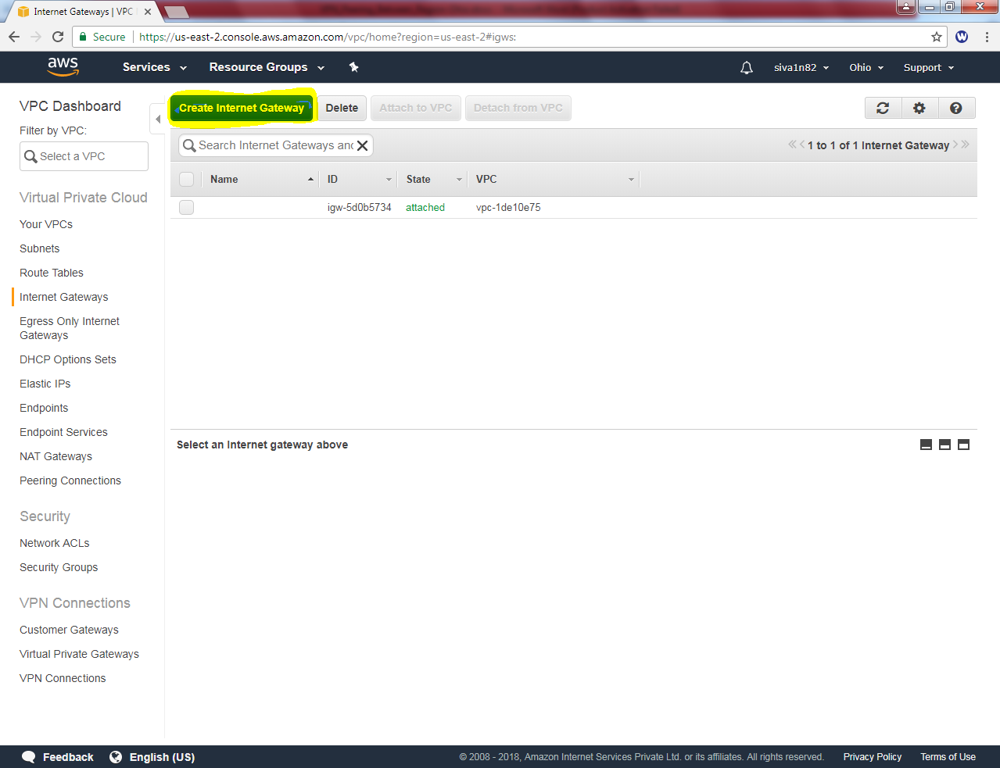 Internet Gateways | VPC
Secure
https://us-east-2.console.aws.amazon.com/vpc/home?region=us-east-2#igws:
W
aws
Services
Resource Groups
siva1n82
Ohio
Support
VPC Dashboard
Filter by VPC:
Select a VPC
Virtual Private Cloud
Your VPCs
Subnets
Route Tables
Internet Gateways
Egress Only Internet
Gateways
DHCP Options Sets
Elastic IPs
Endpoints
Endpoint Services
NAT Gateways
Peering Connections
Security
Network ACLs
Security Groups
VPN Connections
Customer Gateways
Virtual Private Gateways
VPN Connections
Create Internet Gateway
Delete
Attach to VPC
Detach from VPC
Search Internet Gateways and
1 to 1 of 1 Internet Gateway
Name ID State VPC
igw-5d0b5734 attached vpc-1de10e75
Select an Internet gateway above
Feedback
English (US)
© 2008 - 2018, Amazon Internet Services Private Ltd. or its affiliates. All rights reserved.
Privacy Policy
Terms of Use